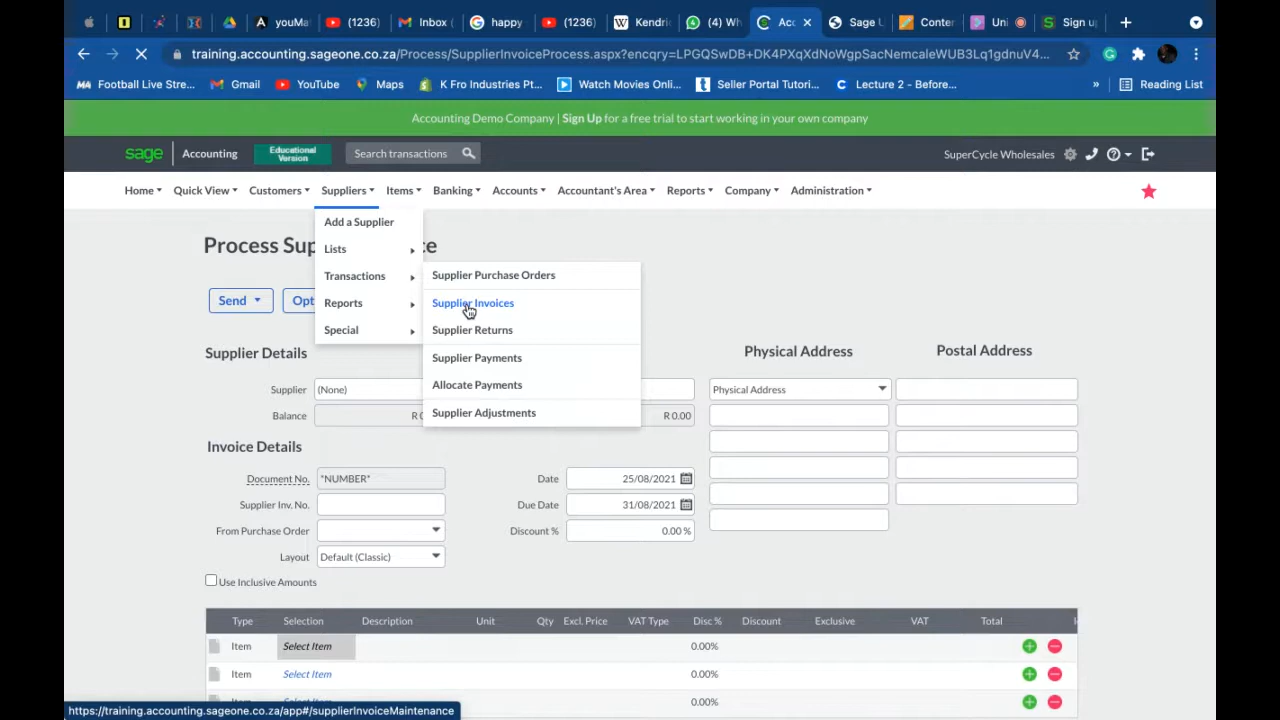 youMa
(1236)
Inbox (
happy
(1236)
Kendri
(4) Wh
Acc
Sage U
Conter
Uni
Sign up
training.accounting.sageone.co.za/Process/SupplierInvoiceProcess.aspx?encqry=LPGQSwDB+DK4PXqXdNoWgpSacNemcaleWUB3Lq1gdnuV4...
Football Live Stre...
Gmail
YouTube
Maps
K Fro Industries Pt...
Watch Movies Onl...
Seller Portal Tutori...
Lecture 2 - Before...
»
Reading List
Accounting Demo Company | Sign Up for a free trial to start working in your own company
sage
Accounting
Educational
Version
Search transactions
SuperCycle Wholesales
Home
Quick View
Customers
Suppliers
Items
Banking
Accounts
Accountant's Area
Reports
Company
Administration
Add a Supplier
Lists
Transactions
Reports
Special
Supplier Purchase Orders
Supplier Invoices
Supplier Returns
Supplier Payments
Allocate Payments
Supplier Adjustments
Process Sup
ce
Send
Opt
Supplier Details
Physical Address
Postal Address
Supplier
(None)
Physical Address
Balance
R 0
R 0.00
Invoice Details
Document No.
*NUMBER*
Date
25/08/2021
Supplier Inv. No.
Due Date
31/08/2021
From Purchase Order
Discount %
0.00 %
Layout
Default (Classic)
Use Inclusive Amounts
Type
Selection
Description
Unit
Qty
Excl. Price
VAT Type
Disc %
Discount
Exclusive
VAT
Total
Item
Select Item
0.00%
Item
Select Item
0.00%
Item
0.00%
https://training.accounting.sageone.co.za/app#/supplierInvoiceMaintenance